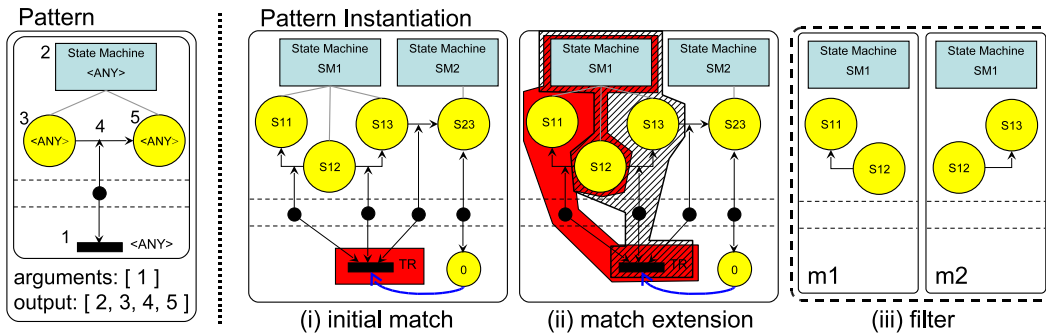 Pattern
2
State Machine
<ANY>
3
4
5
<ANY>
<ANY>
1
<ANY>
arguments: [ 1 ]
output: [ 2, 3, 4, 5 ]
Pattern Instantiation
State Machine
SM1
State Machine
SM2
S11
S13
S23
S12
TR
0
(i) initial match
State Machine
SM1
State Machine
SM2
S11
S13
S23
S12
TR
0
(ii) match extension
State Machine
SM1
S11
S12
m1
State Machine
SM1
S13
S12
m2
(iii) filter